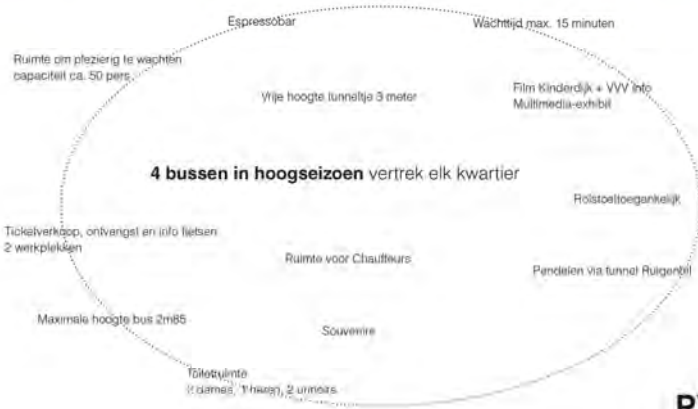 Espressobar
Wachttijd max. 15 minuten
Ruimte om plezierig te wachten
capaciteit ca. 50 pers.
Film Kinderdijk + VVV info
Multimedia-exhibit
Vrije hoogte tunneltje 3 meter
4 bussen in hoogseizoen vertrek elk kwartier
Rolstoeltoegankelijk
Ticketverkoop, ontvangst en info fietsen
2 werkplekken
Ruimte voor Chauffeurs
Pendelen via tunnel
Maximale hoogte bus 2m85
Souvenirs
Toiletruimte
dames, 1 heren, 2 urinoirs